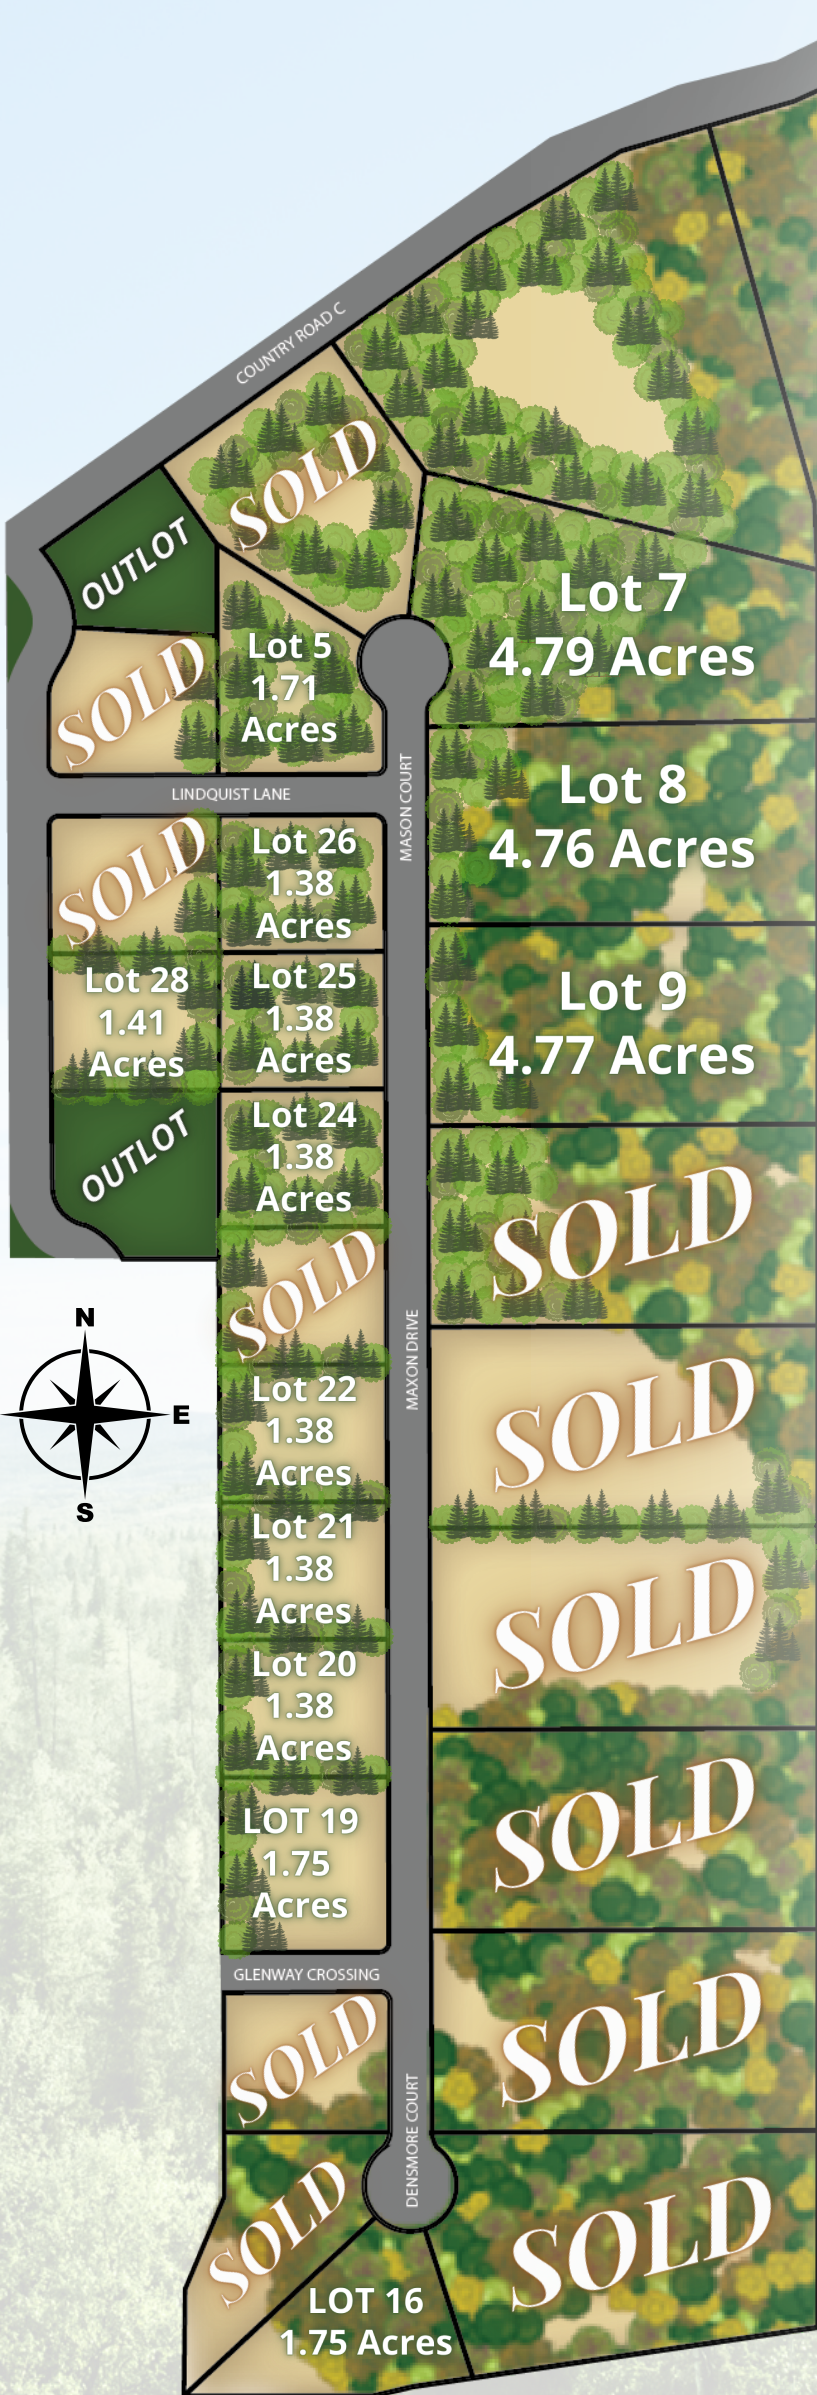 COUNTRY ROAD C
SOLD
OUTLOT
Lot 7
4.79 Acres
SOLD
Lot 5
1.71
Acres
LINDQUIST LANE
MASON COURT
Lot 8
4.76 Acres
SOLD
Lot 26
1.38
Acres
Lot 28
1.41
Acres
Lot 25
1.38
Acres
Lot 9
4.77 Acres
OUTLOT
Lot 24
1.38
Acres
SOLD
SOLD
N
E
S
MAXON DRIVE
Lot 22
1.38
Acres
SOLD
Lot 21
1.38
Acres
SOLD
Lot 20
1.38
Acres
LOT 19
1.75
Acres
SOLD
GLENWAY CROSSING
SOLD
SOLD
DENSMORE COURT
SOLD
SOLD
LOT 16
1.75 Acres